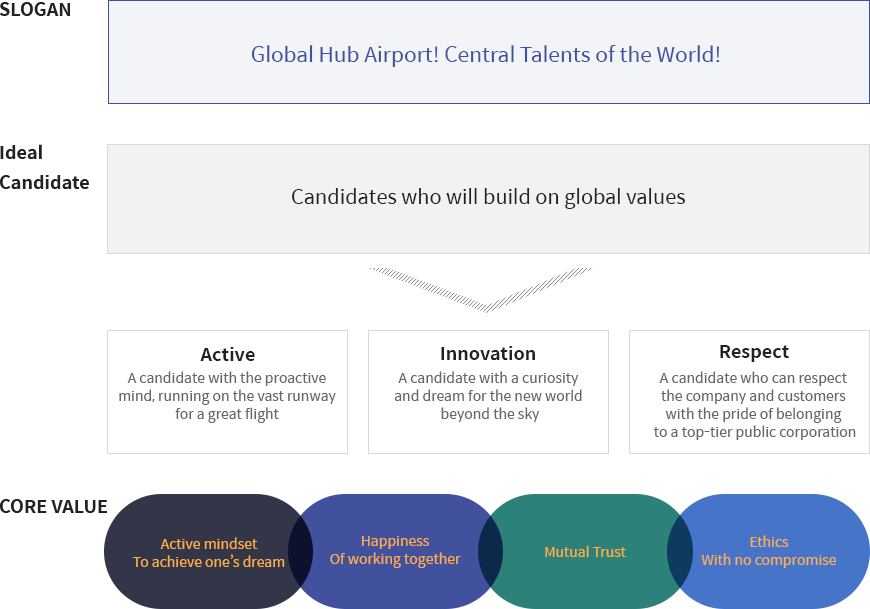 SLOGAN
Global Hub Airport! Central Talents of the World!
Ideal
Candidate
Candidates who will build on global values
Active
A candidate with the proactive
mind, running on the vast runway
for a great flight
Innovation
A candidate with a curiosity
and dream for the new world
beyond the sky
Respect
A candidate who can respect
the company and customers
with the pride of belonging
to a top-tier public corporation
CORE VALUE
Active mindset
To achieve one’s dream
Happiness
Of working together
Mutual Trust
Ethics
With no compromise